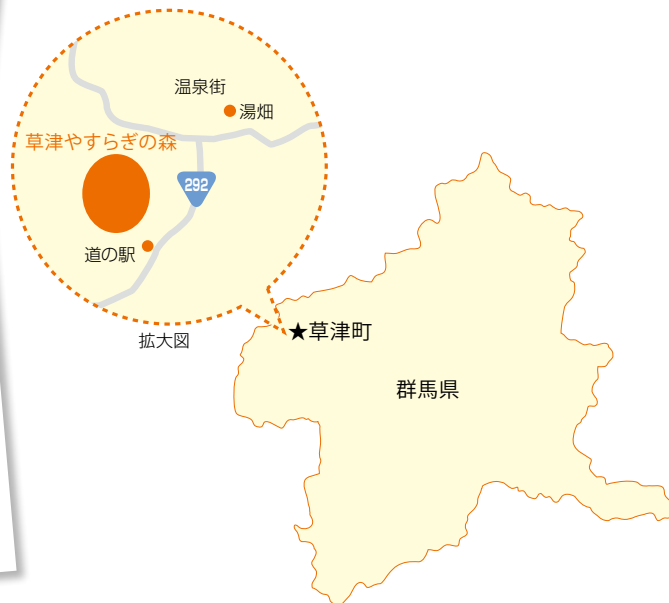 温泉街
湯畑
草津やすらぎの森
292
道の駅
拡大図
★草津町
群馬県